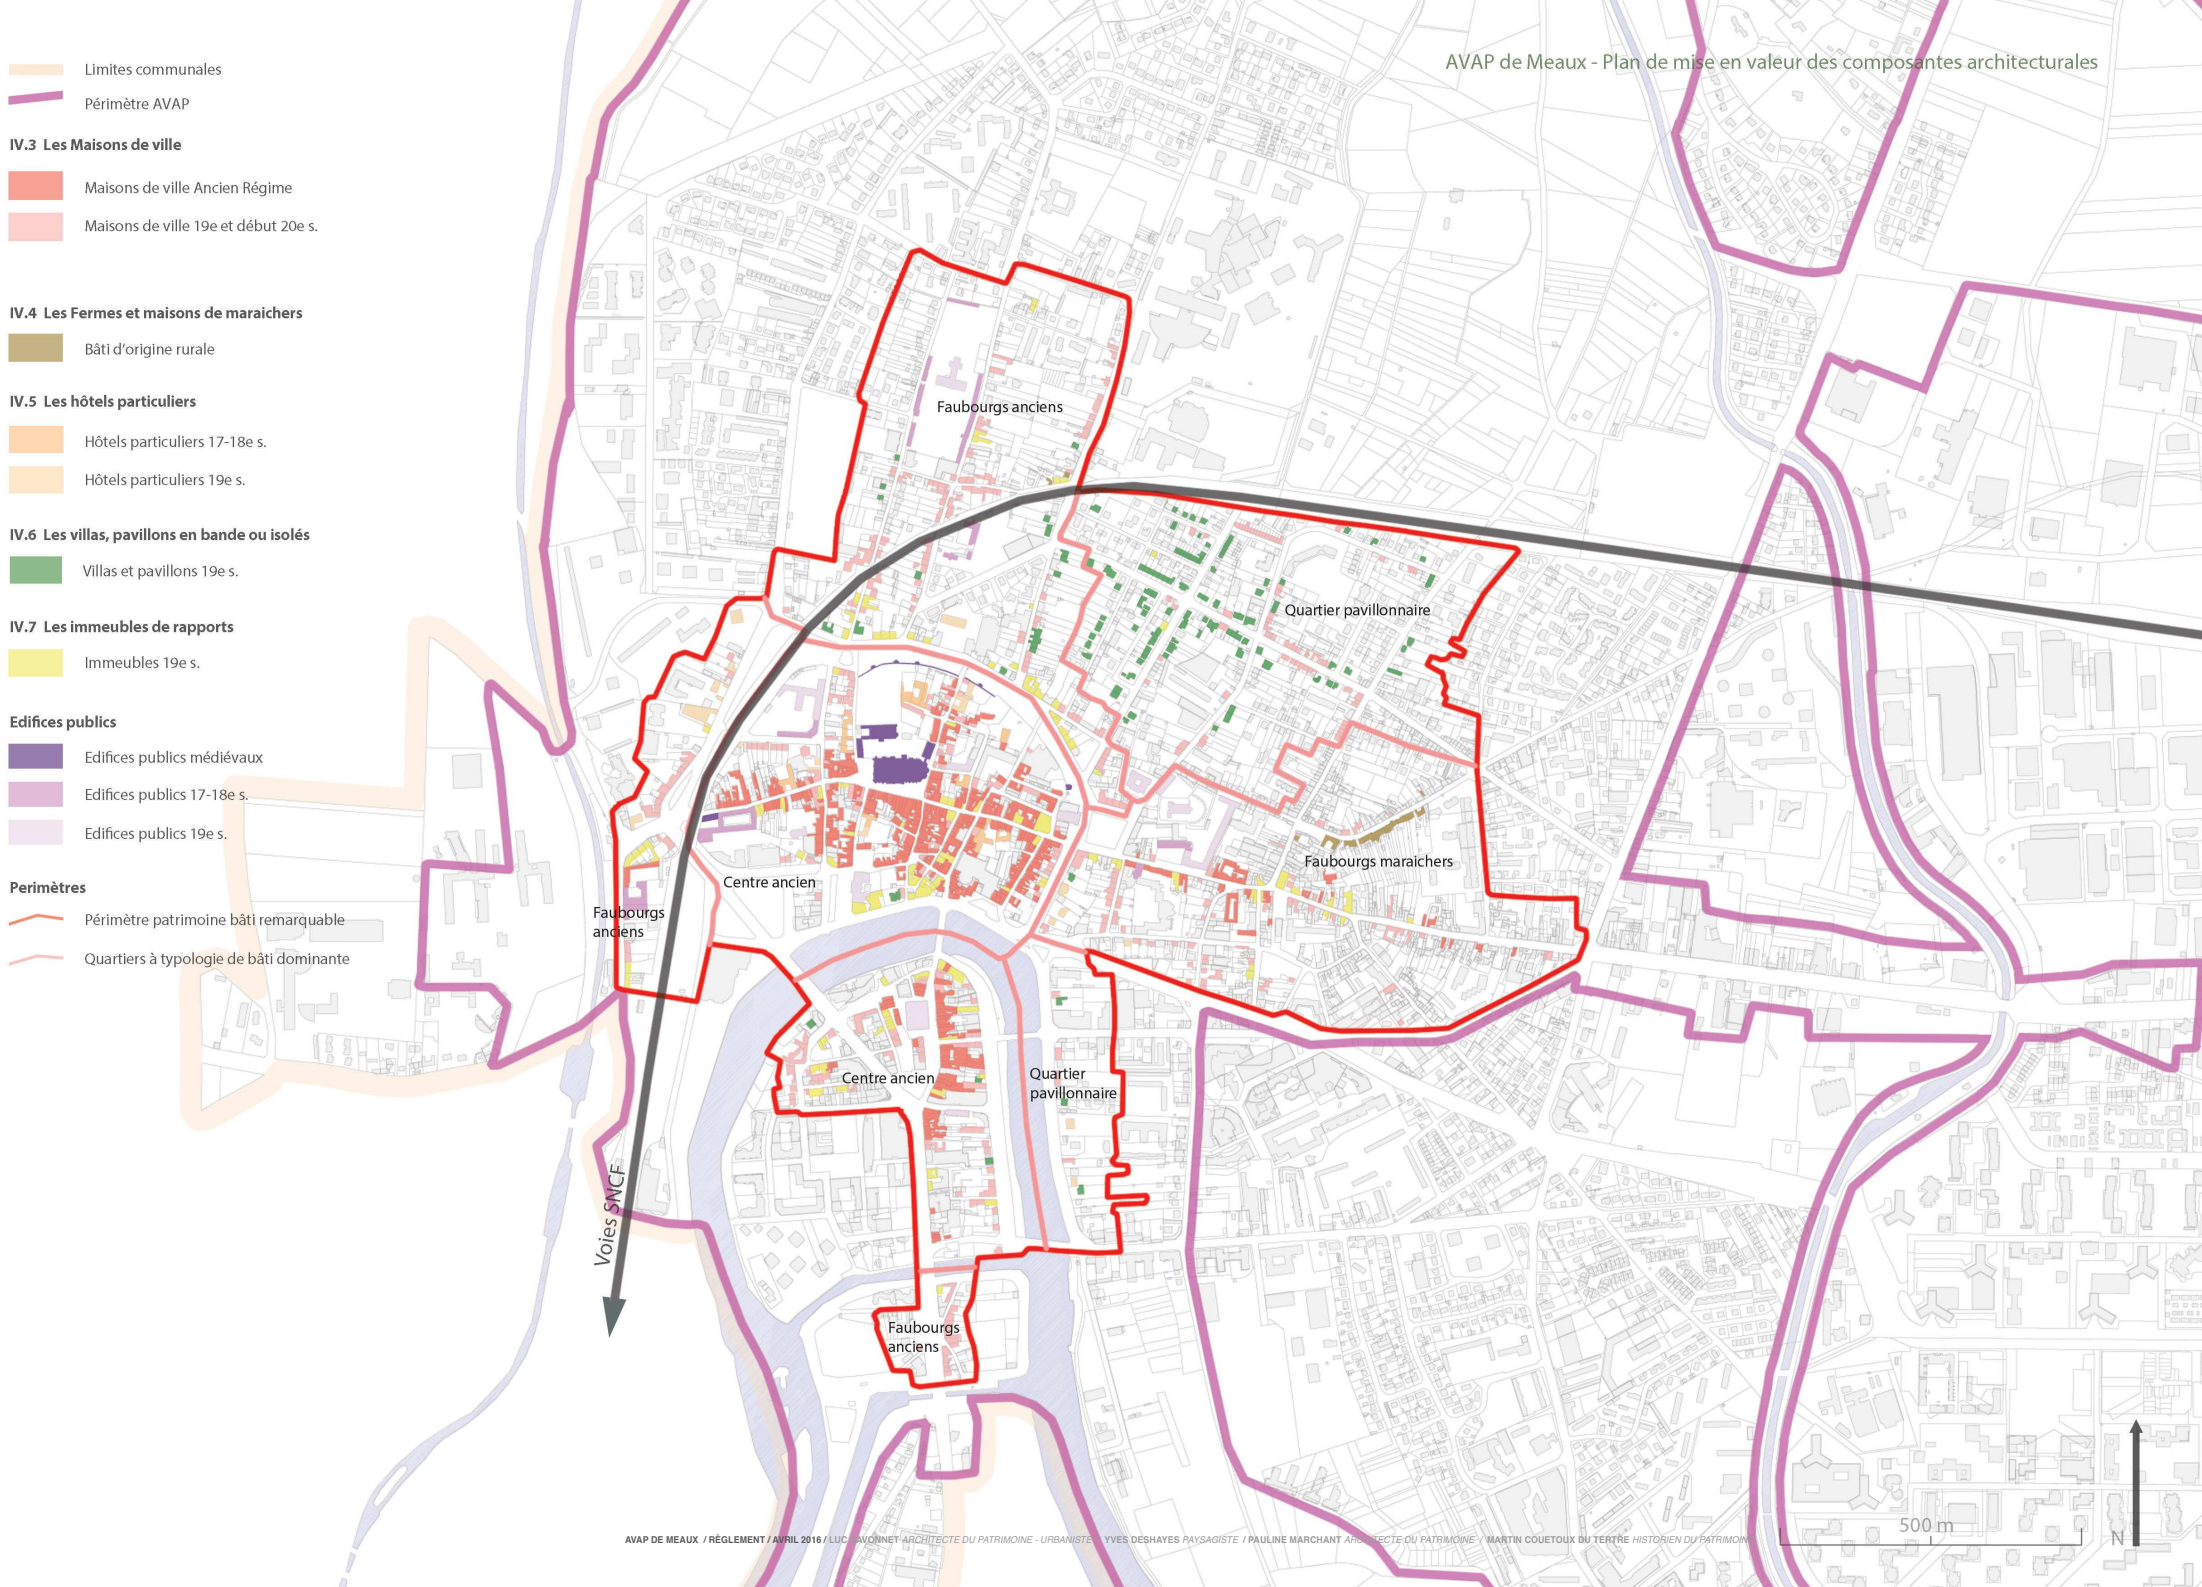 AVAP de Meaux - Plan de mise en valeur des composantes architecturales
Limites communales
Périmètre AVAP
IV.3 Les Maisons de ville
Maisons de ville Ancien Régime
Maisons de ville 19e et début 20e s.
IV.4 Les Fermes et maisons de maraichers
Bâti d'origine rurale
IV.5 Les hôtels particuliers
Hôtels particuliers 17-18e s.
Hôtels particuliers 19e s.
IV.6 Les villas, pavillons en bande ou isolés
Villas et pavillons 19e s.
IV.7 Les immeubles de rapports
Immeubles 19e s.
Edifices publics
Edifices publics médiévaux
Edifices publics 17-18e s.
Edifices publics 19e s.
Perimètres
Périmètre patrimoine bâti remarquable
Quartiers à typologie de bâti dominante
Faubourgs anciens
Quartier pavillonnaire
Faubourgs maraichers
Centre ancien
Faubourgs
anciens
Centre ancien
Quartier
pavillonnaire
Voies SNCF
Faubourgs
anciens
500 m
N
AVAP DE MEAUX / RÈGLEMENT / AVRIL 2016 / LUC AVONNET ARCHITECTE DU PATRIMOINE - URBANISTE YVES DESHAYES PAYSAGISTE / PAULINE MARCHANT ARCHITECTE DU PATRIMOINE / MARTIN COUETOUX DU TERTRE HISTORIEN DU PATRIMOINE